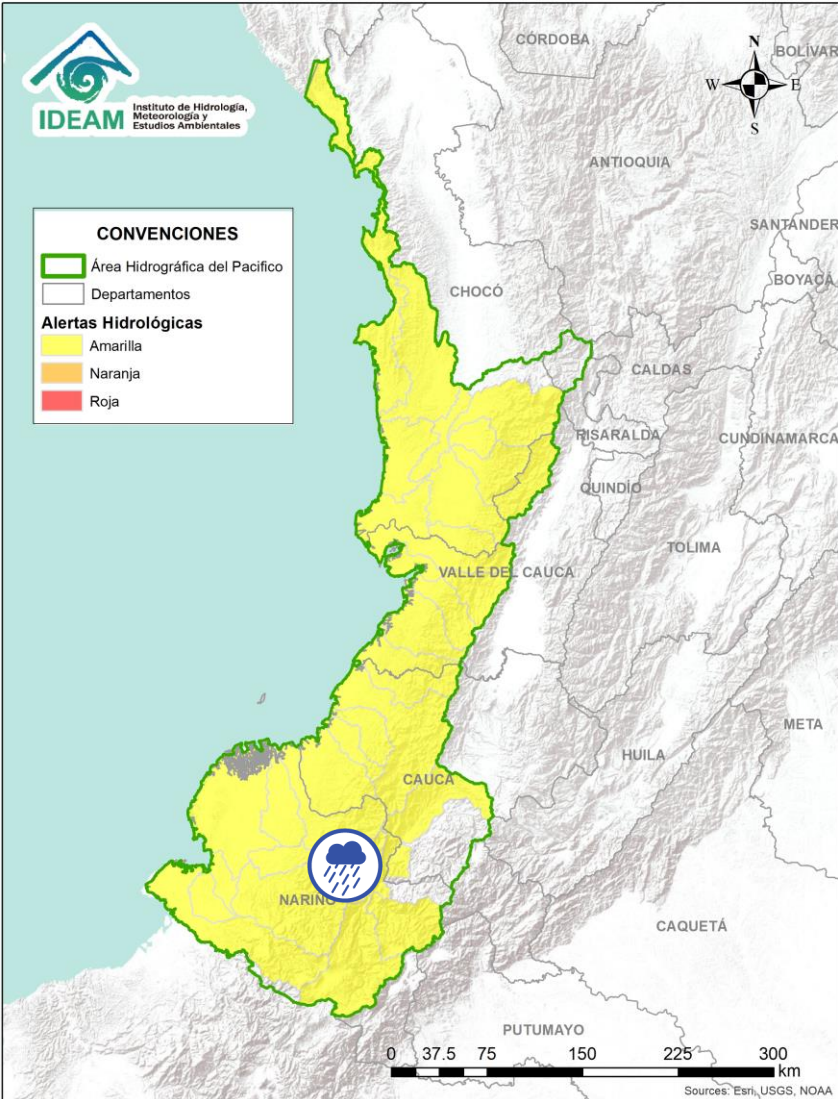 IDEAM
Instituto de Hidrología,
Meteorología y
Estudios Ambientales
N
W
E
S
CÓRDOBA
BOLÍVAR
ANTIOQUIA
SANTANDER
BOYACÁ
CHOCÓ
CALDAS
RISARALDA
CUNDINAMARCA
QUINDÍO
TOLIMA
VALLE DEL CAUCA
META
HUILA
CAUCA
NARIÑO
CAQUETÁ
PUTUMAYO
CONVENCIONES
Área Hidrográfica del Pacifico
Departamentos
Alertas Hidrológicas
Amarilla
Naranja
Roja
0 37.5 75 150 225 300
km
Sources: Esri, USGS, NOAA